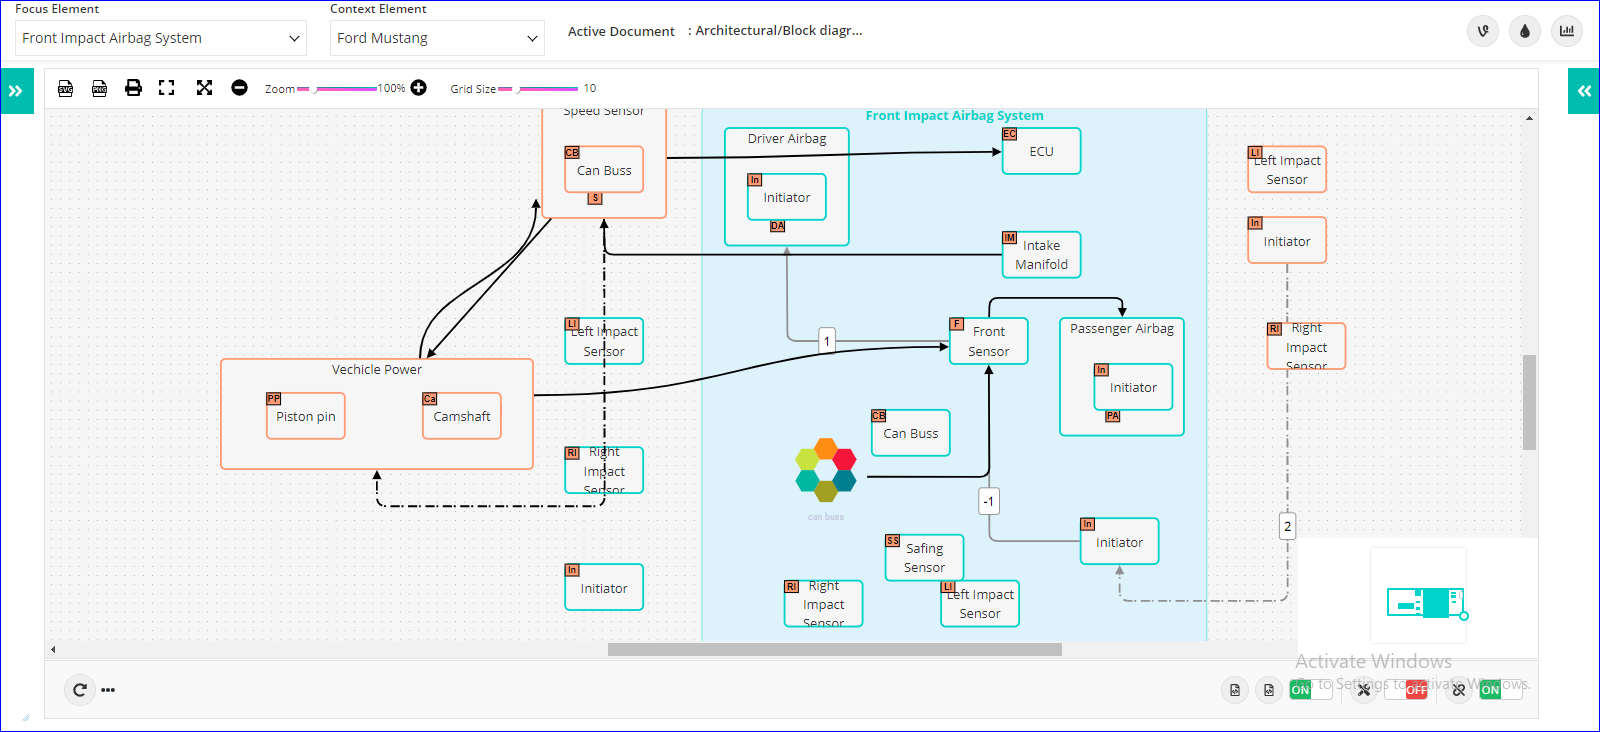 Focus Element
Context Element
Front Impact Airbag System
Ford Mustang
Active Document : Architectural/Block diagr...
SVG
PNG
Zoom
100%
Grid Size
10
Speed Sensor
CB
Can Buss
S
Front Impact Airbag System
Driver Airbag
In
Initiator
DA
EC
ECU
IM
Intake
Manifold
LI
Left Impact
Sensor
In
Initiator
RI
Right
Impact
Sensor
LI
Left Impact
Sensor
1
F
Front
Sensor
Passenger Airbag
In
Initiator
PA
Vechicle Power
PP
Piston pin
Ca
Camshaft
CB
Can Buss
RI
Right
Impact
Sensor
can buss
-1
2
In
Initiator
SS
Safing
Sensor
In
Initiator
RI
Right
Impact
Sensor
LI
Left Impact
Sensor
Activate Windows
Go to Settings to activate Windows.
ON
OFF
ON